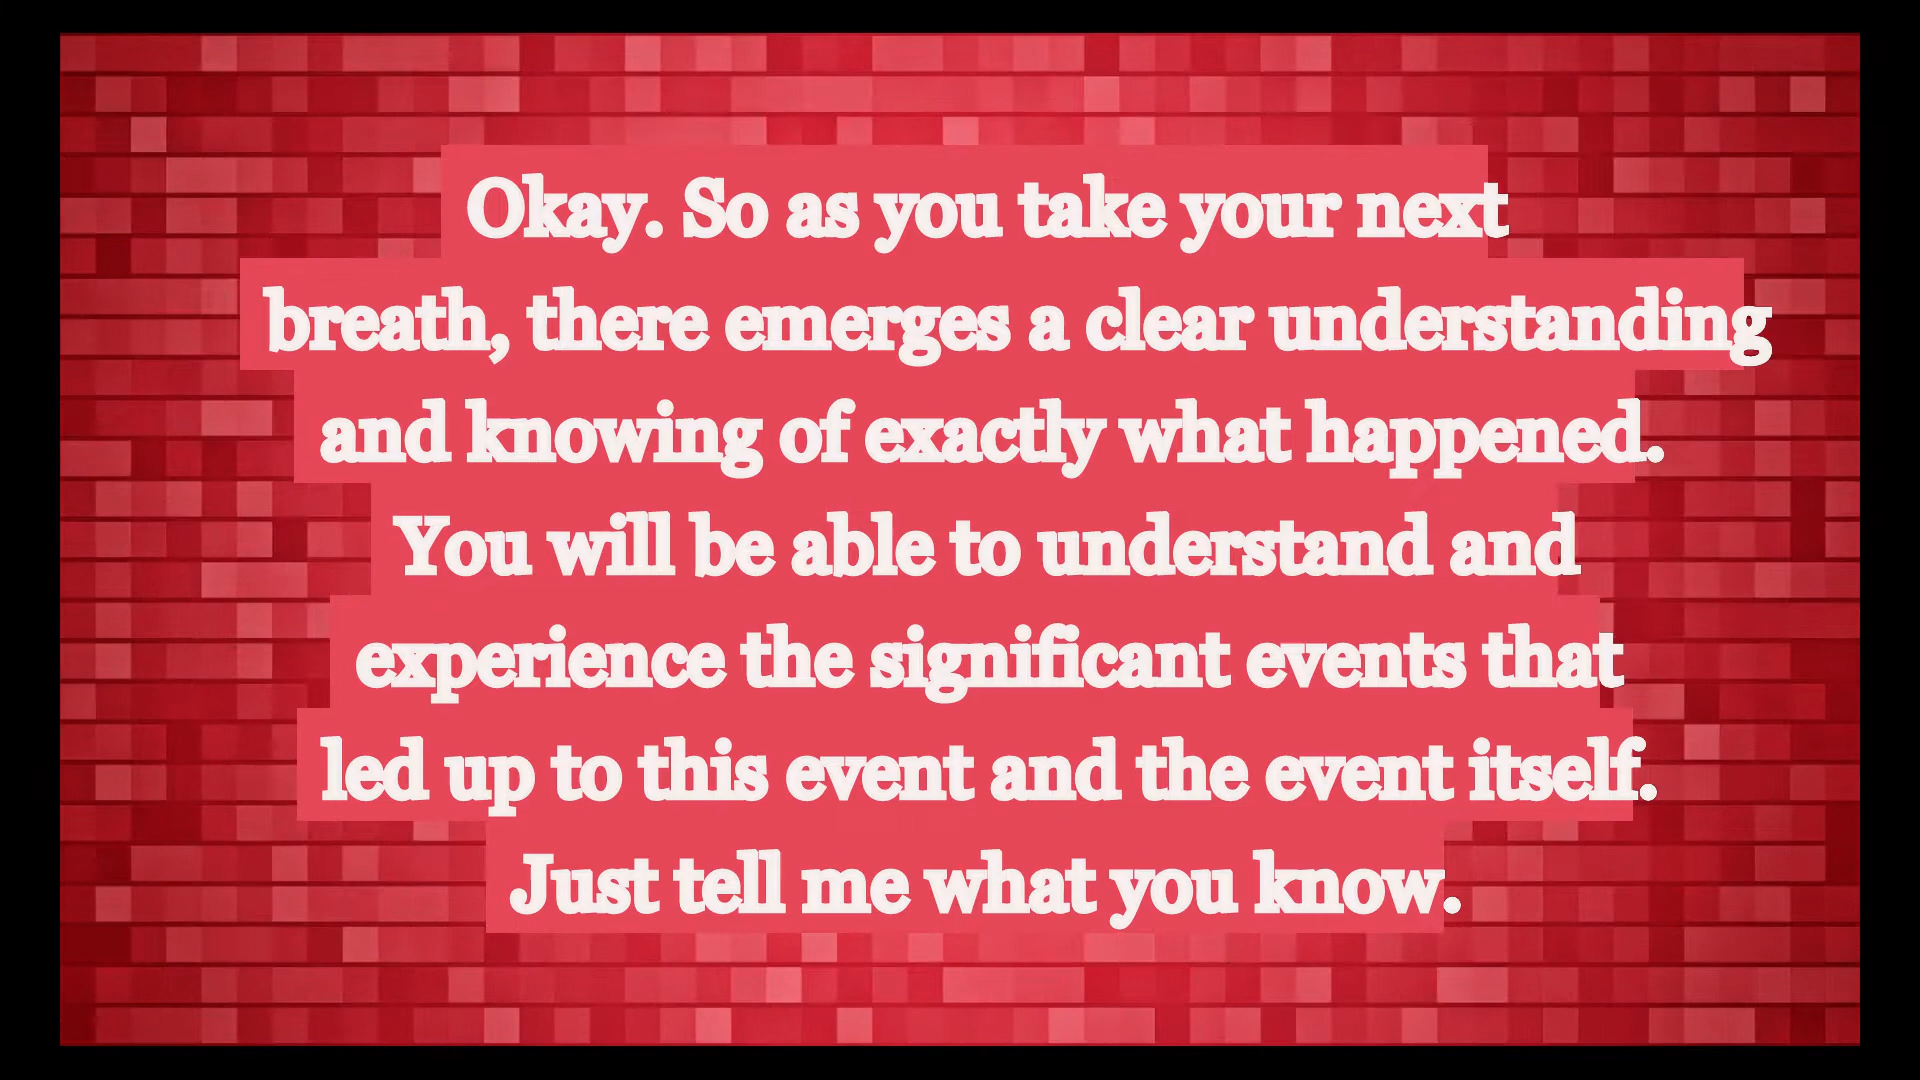 Okay. So as you take your next
breath, there emerges a clear understanding
and knowing of exactly what happened.
You will be able to understand and
experience the significant events that
led up to this event and the event itself.
Just tell me what you know.